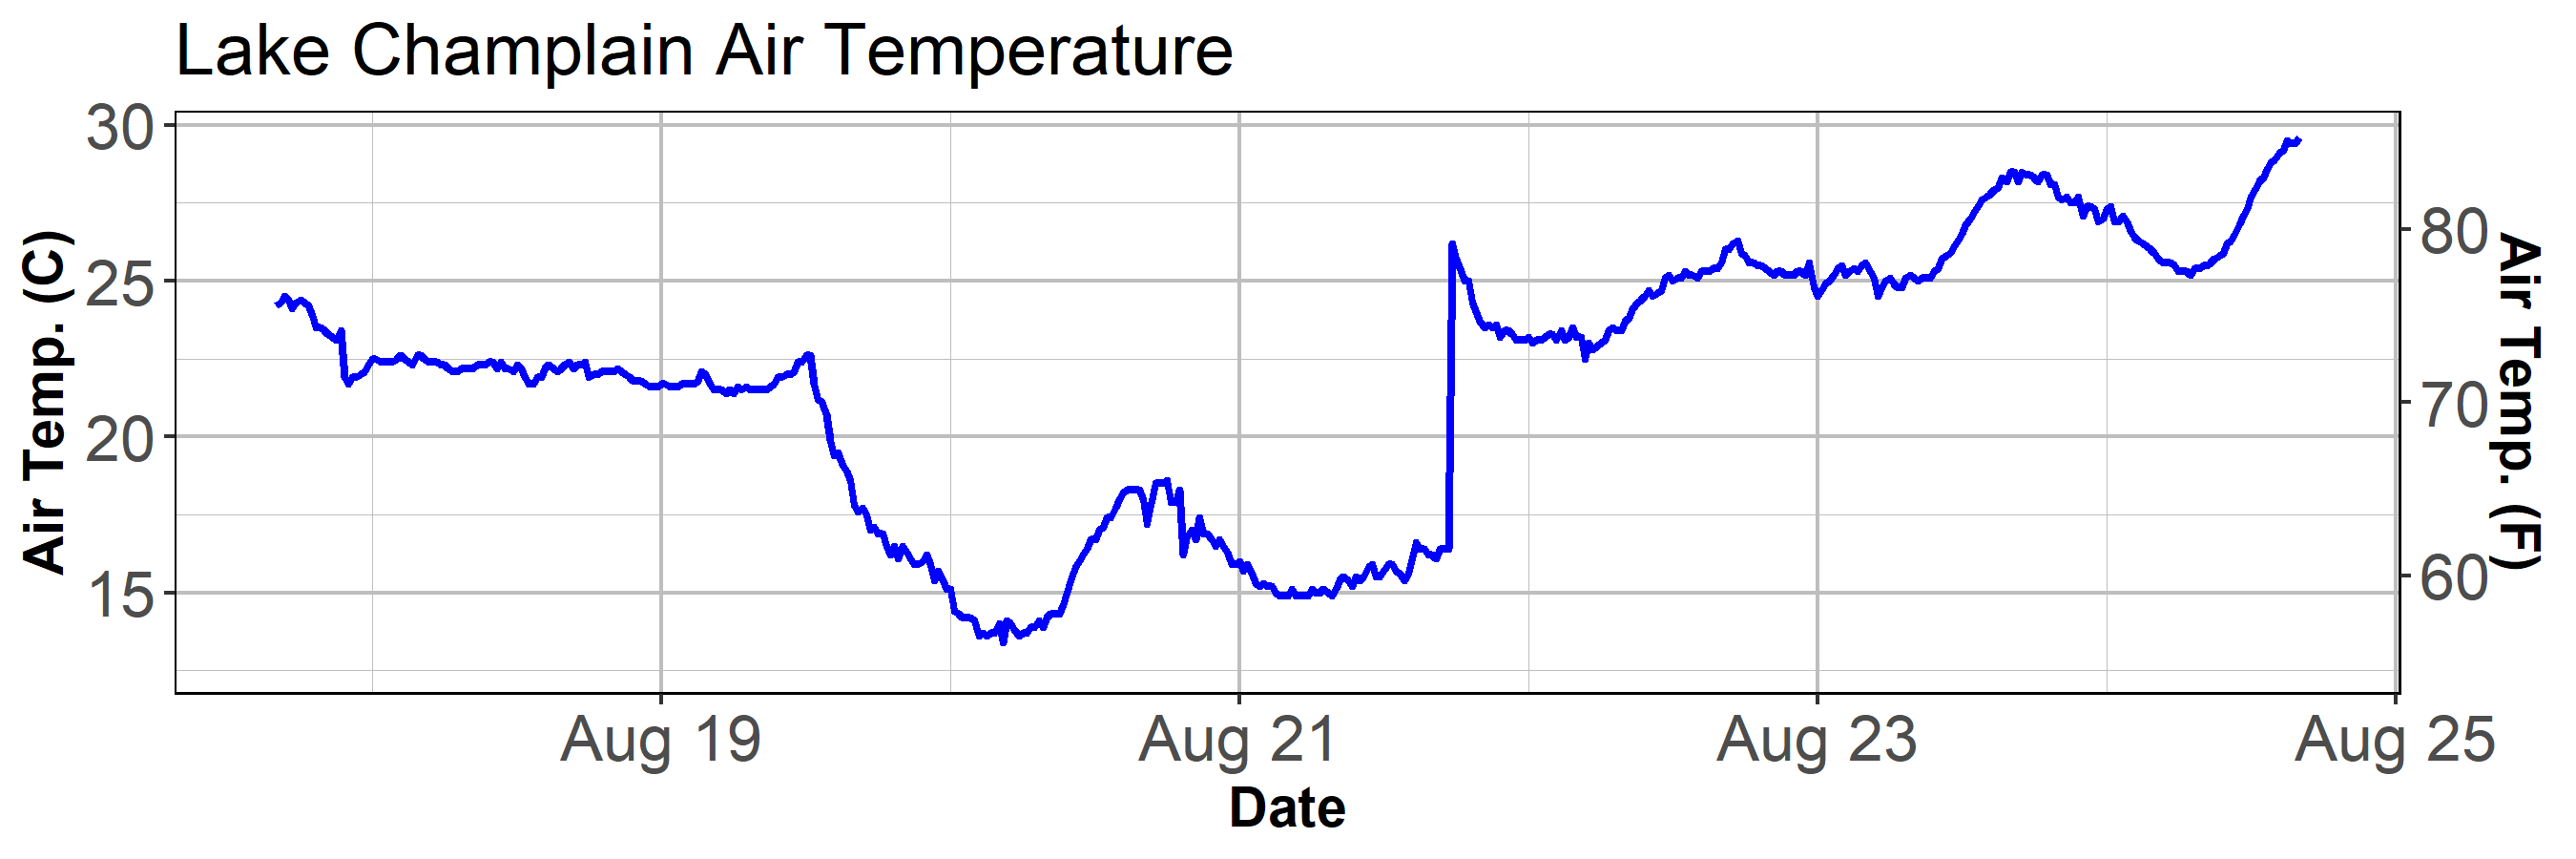 Lake Champlain Air Temperature
Air Temp. (C)
30
25
20
15
80
70
60
Air Temp. (F)
Aug 19 Aug 21 Aug 23 Aug 25
Date